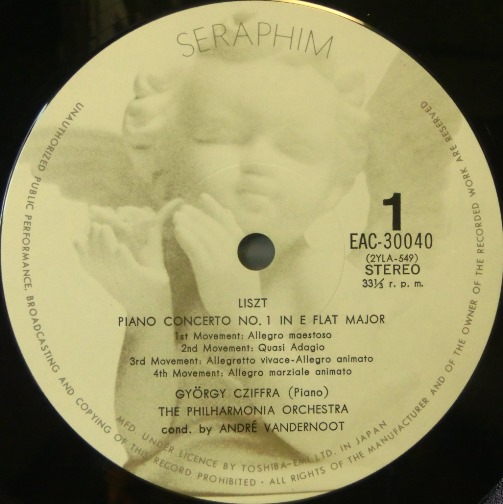 SERAPHIM
1
EAC-30040
(2YLA-549)
STEREO
33⅓ r. p. m.
LISZT
PIANO CONCERTO NO. 1 IN E FLAT MAJOR
1st Movement: Allegro maestoso
2nd Movement: Quasi Adagio
3rd Movement: Allegretto vivace-Allegro animato
4th Movement: Allegro marziale animato
GYÖRGY CZIFFRA (Piano)
THE PHILHARMONIA ORCHESTRA
cond. by ANDRÉ VANDERNOOT
MFD. UNDER LICENCE BY TOSHIBA-EMI LTD. IN JAPAN
UNAUTHORIZED PUBLIC PERFORMANCE, BROADCASTING AND COPYING OF THIS RECORD PROHIBITED · ALL RIGHTS OF THE MANUFACTURER AND OF THE OWNER OF THE RECORDED WORK ARE RESERVED